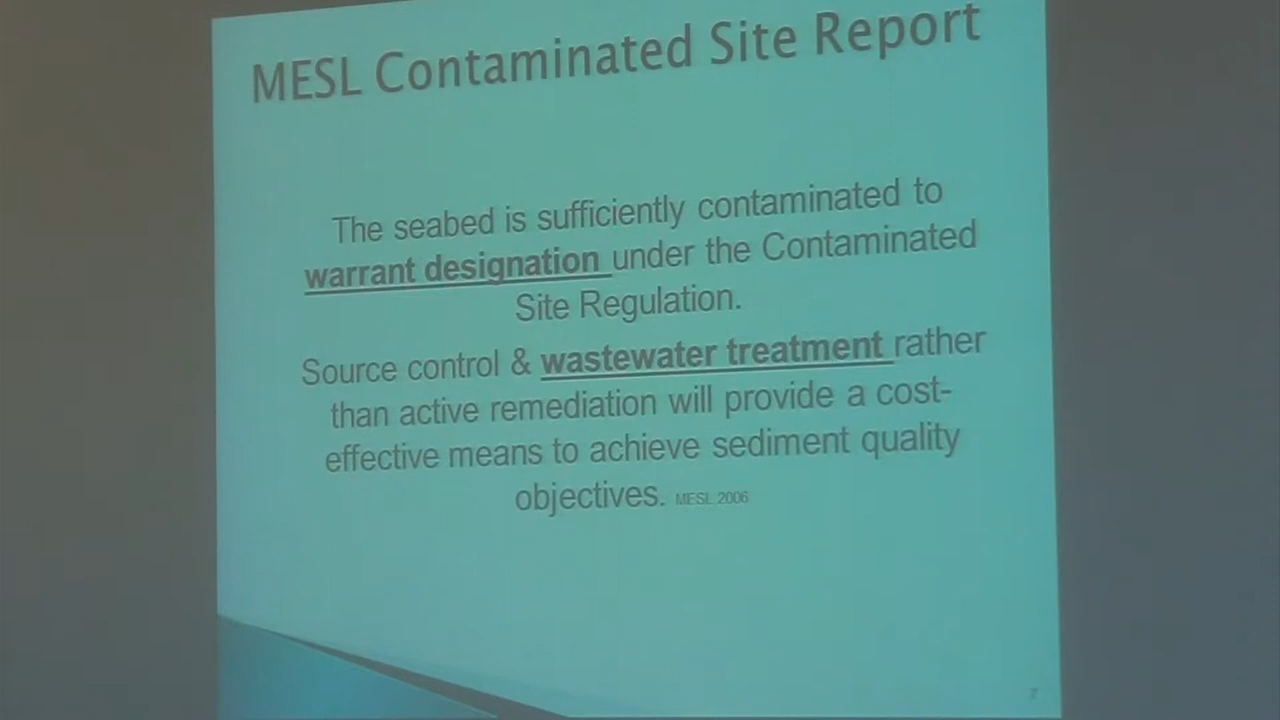 MESL Contaminated Site Report
The seabed is sufficiently contaminated to
warrant designation under the Contaminated
Site Regulation.
Source control & wastewater treatment rather
than active remediation will provide a cost-
effective means to achieve sediment quality
objectives. MESL 2006
7